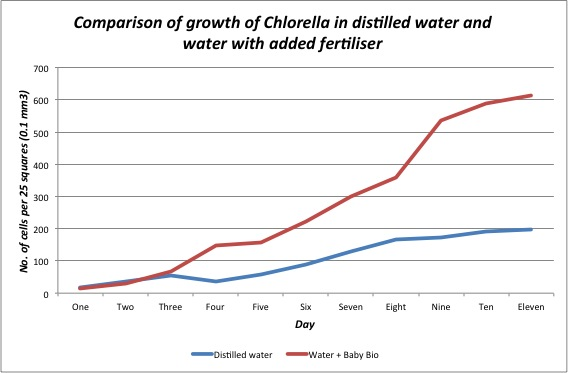 Comparison of growth of Chlorella in distilled water and
water with added fertiliser
No. of cells per 25 squares (0.1 mm3)
700
600
500
400
300
200
100
0
One Two Three Four Five Six Seven Eight Nine Ten Eleven
Day
Distilled water Water + Baby Bio